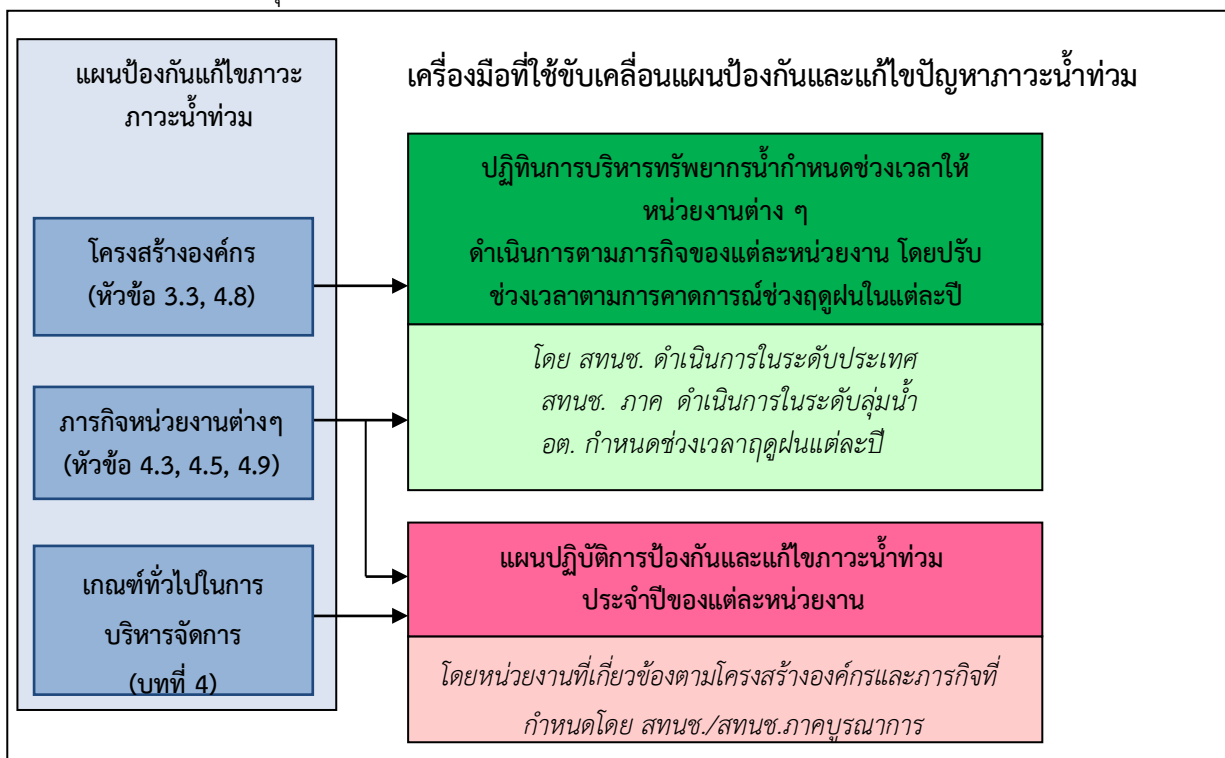 แผนป้องกันแก้ไขภาวะ
ภาวะน้ำท่วม
โครงสร้างองค์กร
(หัวข้อ 3.3, 4.8)
ภารกิจหน่วยงานต่างๆ
(หัวข้อ 4.3, 4.5, 4.9)
เกณฑ์ทั่วไปในการ
บริหารจัดการ
(บทที่ 4)
เครื่องมือที่ใช้ขับเคลื่อนแผนป้องกันและแก้ไขปัญหาภาวะน้ำท่วม
ปฏิทินการบริหารทรัพยากรน้ำกำหนดช่วงเวลาให้
หน่วยงานต่าง ๆ
ดำเนินการตามภารกิจของแต่ละหน่วยงาน โดยปรับ
ช่วงเวลาตามการคาดการณ์ช่วงฤดูฝนในแต่ละปี
โดย สทนช. ดำเนินการในระดับประเทศ
สทนช. ภาค ดำเนินการในระดับลุ่มน้ำ
อต. กำหนดช่วงเวลาฤดูฝนแต่ละปี
แผนปฏิบัติการป้องกันและแก้ไขภาวะน้ำท่วม
ประจำปีของแต่ละหน่วยงาน
โดยหน่วยงานที่เกี่ยวข้องตามโครงสร้างองค์กรและภารกิจที่
กำหนดโดย สทนช./สทนช.ภาคบูรณาการ